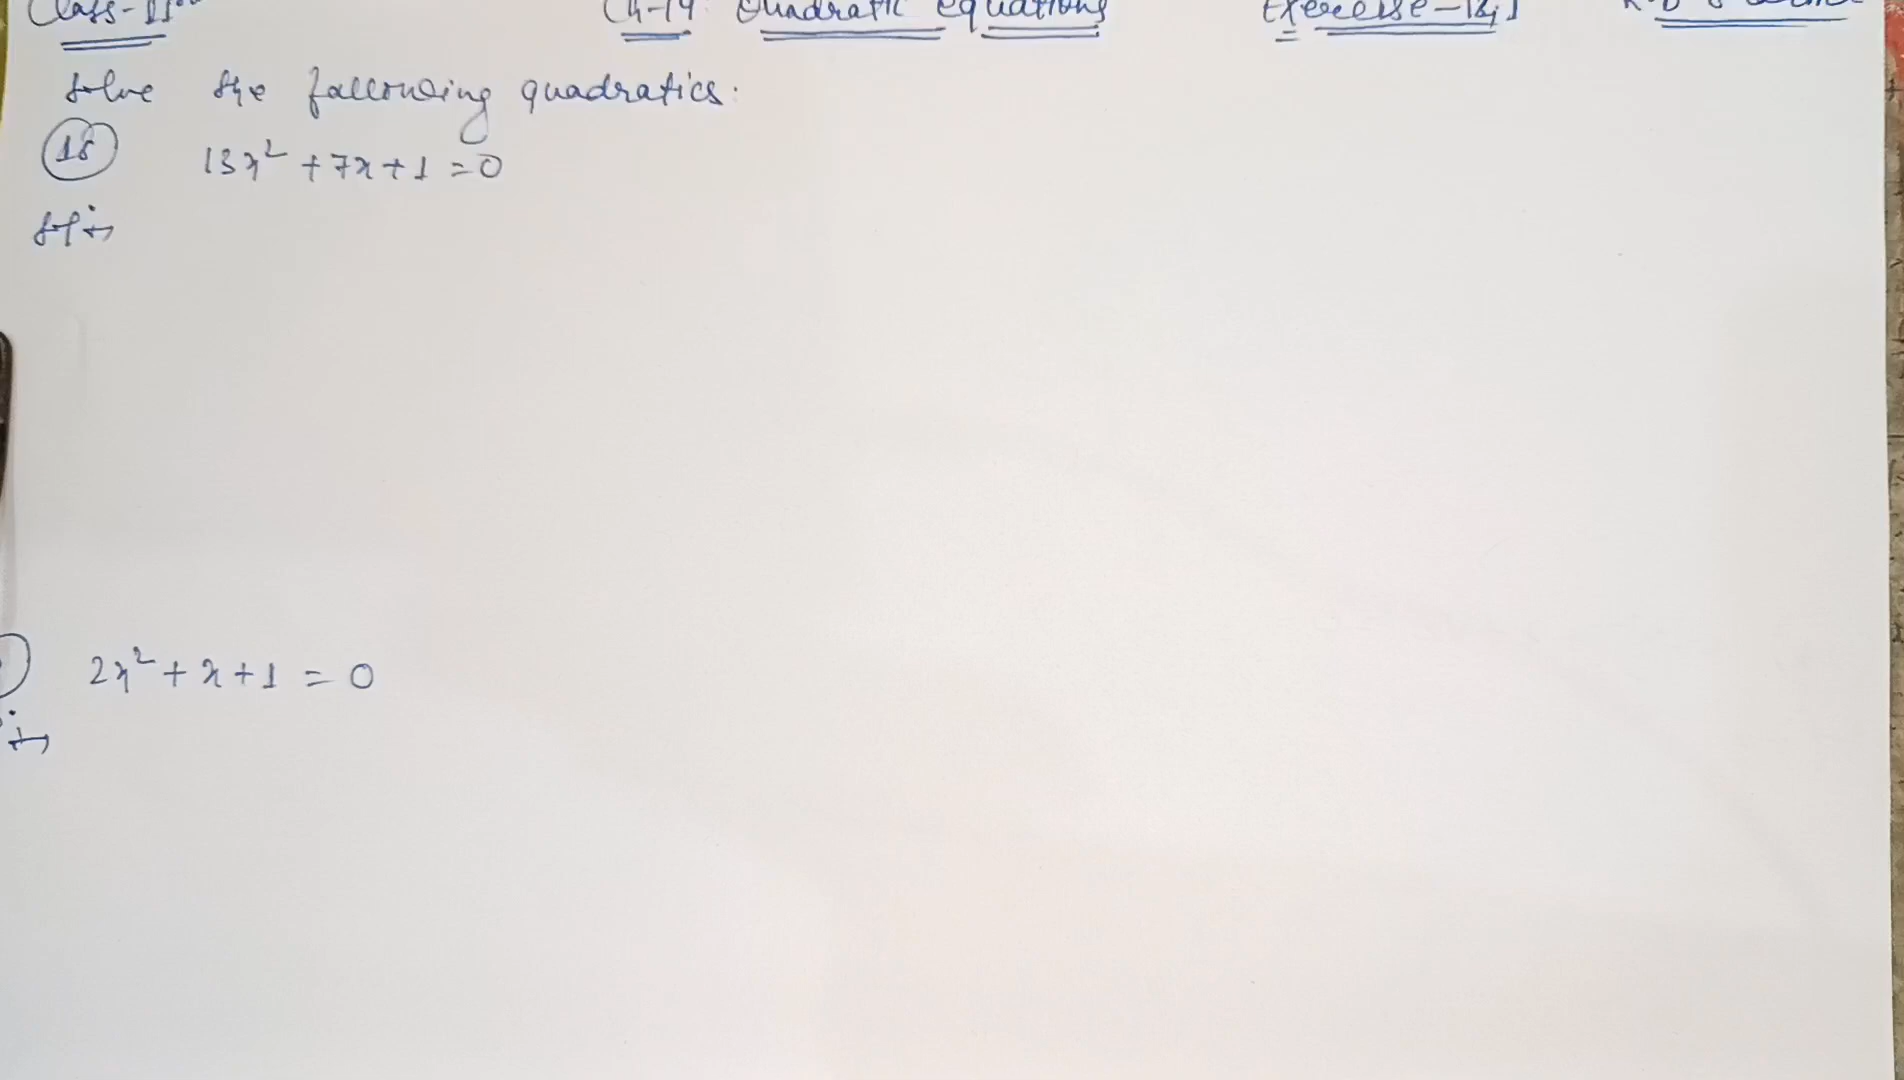 Class-11th Ch-14 Quadratic equations Exercise-14.1
Solve the following quadratics:
18 13x² + 7x + 1 = 0
Sol:→
2x² + x + 1 = 0